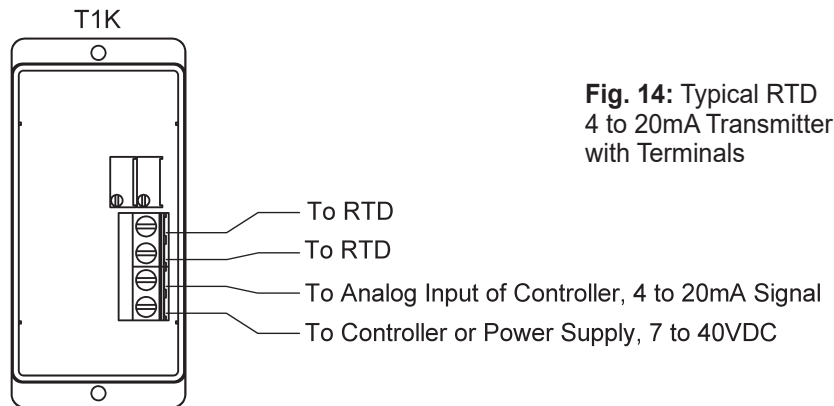 T1K
Fig. 14: Typical RTD
4 to 20mA Transmitter
with Terminals
To RTD
To RTD
To Analog Input of Controller, 4 to 20mA Signal
To Controller or Power Supply, 7 to 40VDC